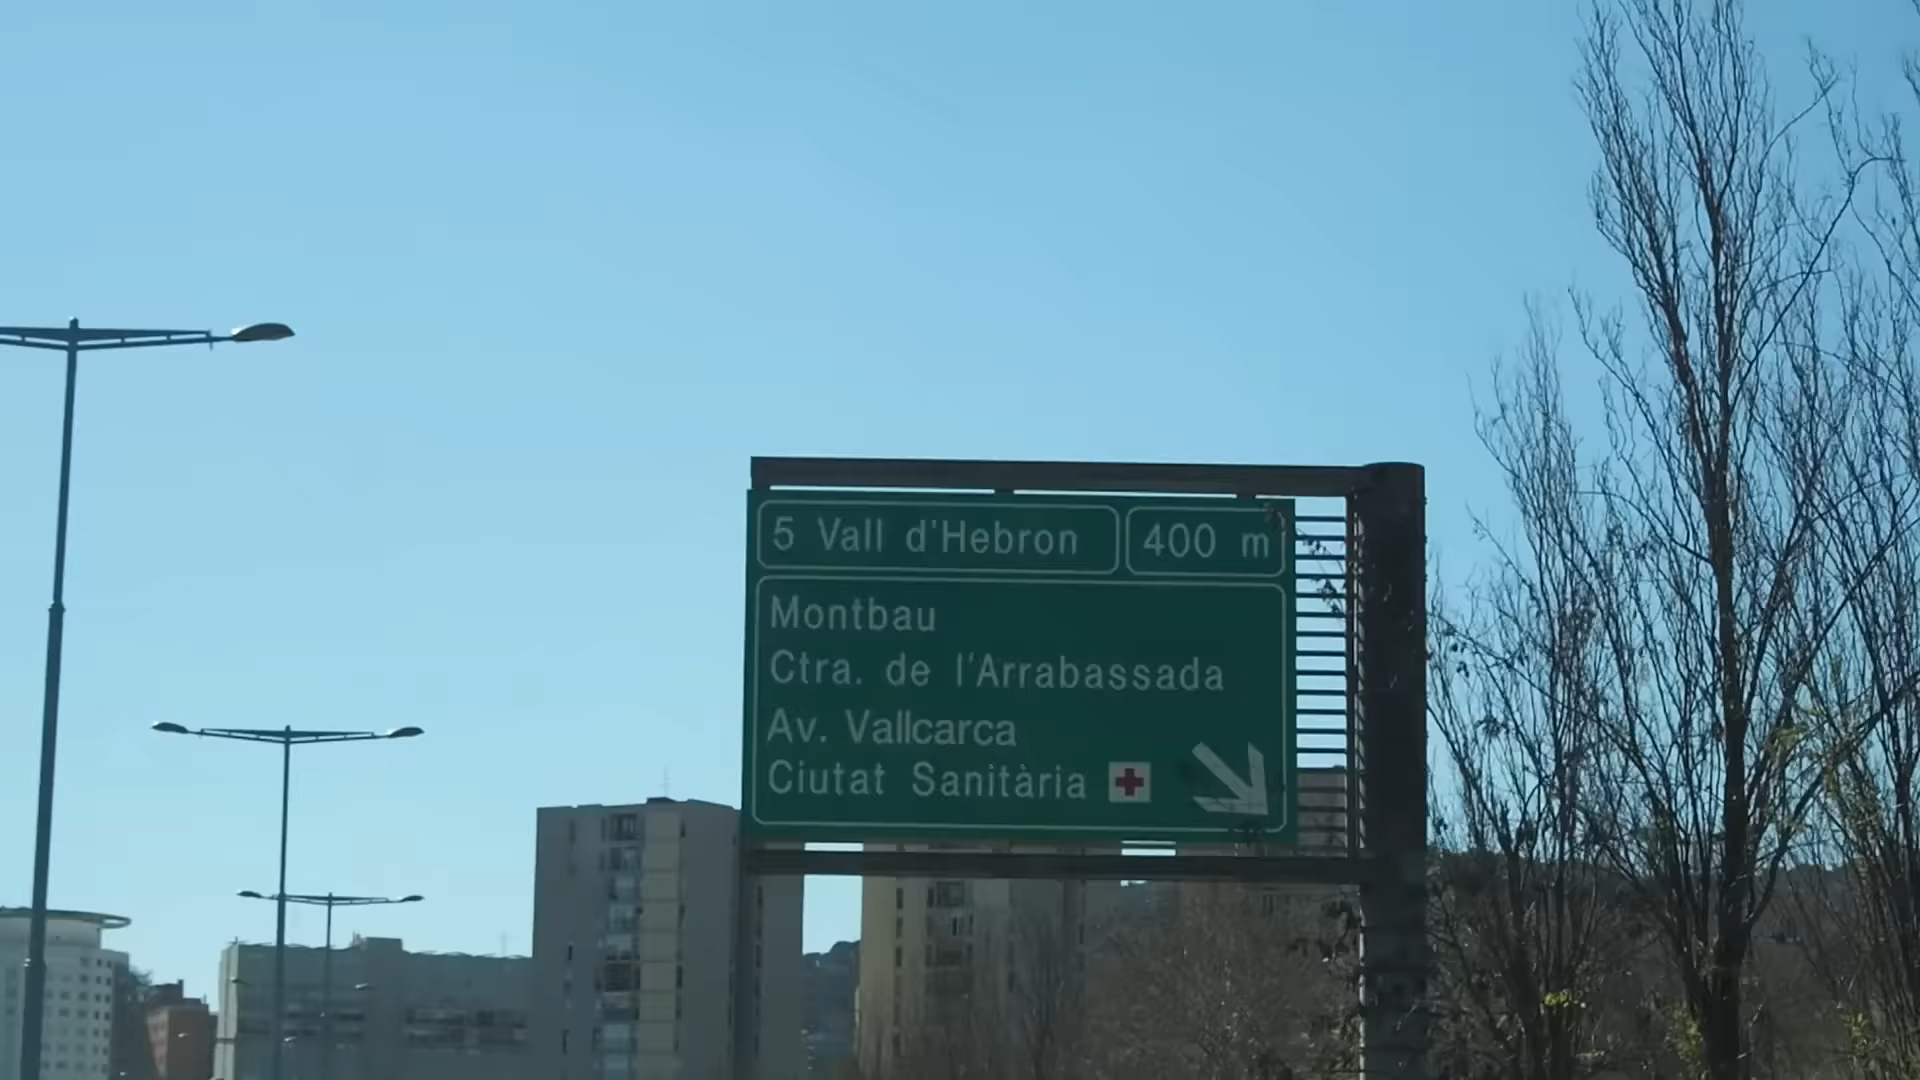 5 Vall d'Hebron 400 m
Montbau
Ctra. de l'Arrabassada
Av. Vallcarca
Ciutat Sanitària